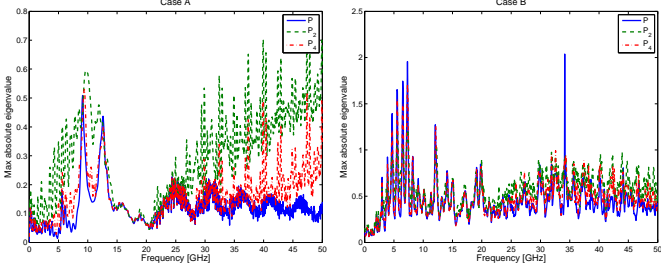 Case A
P
P2
P4
Max absolute eigenvalue
0.8
0.7
0.6
0.5
0.4
0.3
0.2
0.1
0
0 5 10 15 20 25 30 35 40 45 50
Frequency [GHz]
Case B
P
P2
P4
Max absolute eigenvalue
2.5
2
1.5
1
0.5
0
0 5 10 15 20 25 30 35 40 45 50
Frequency [GHz]